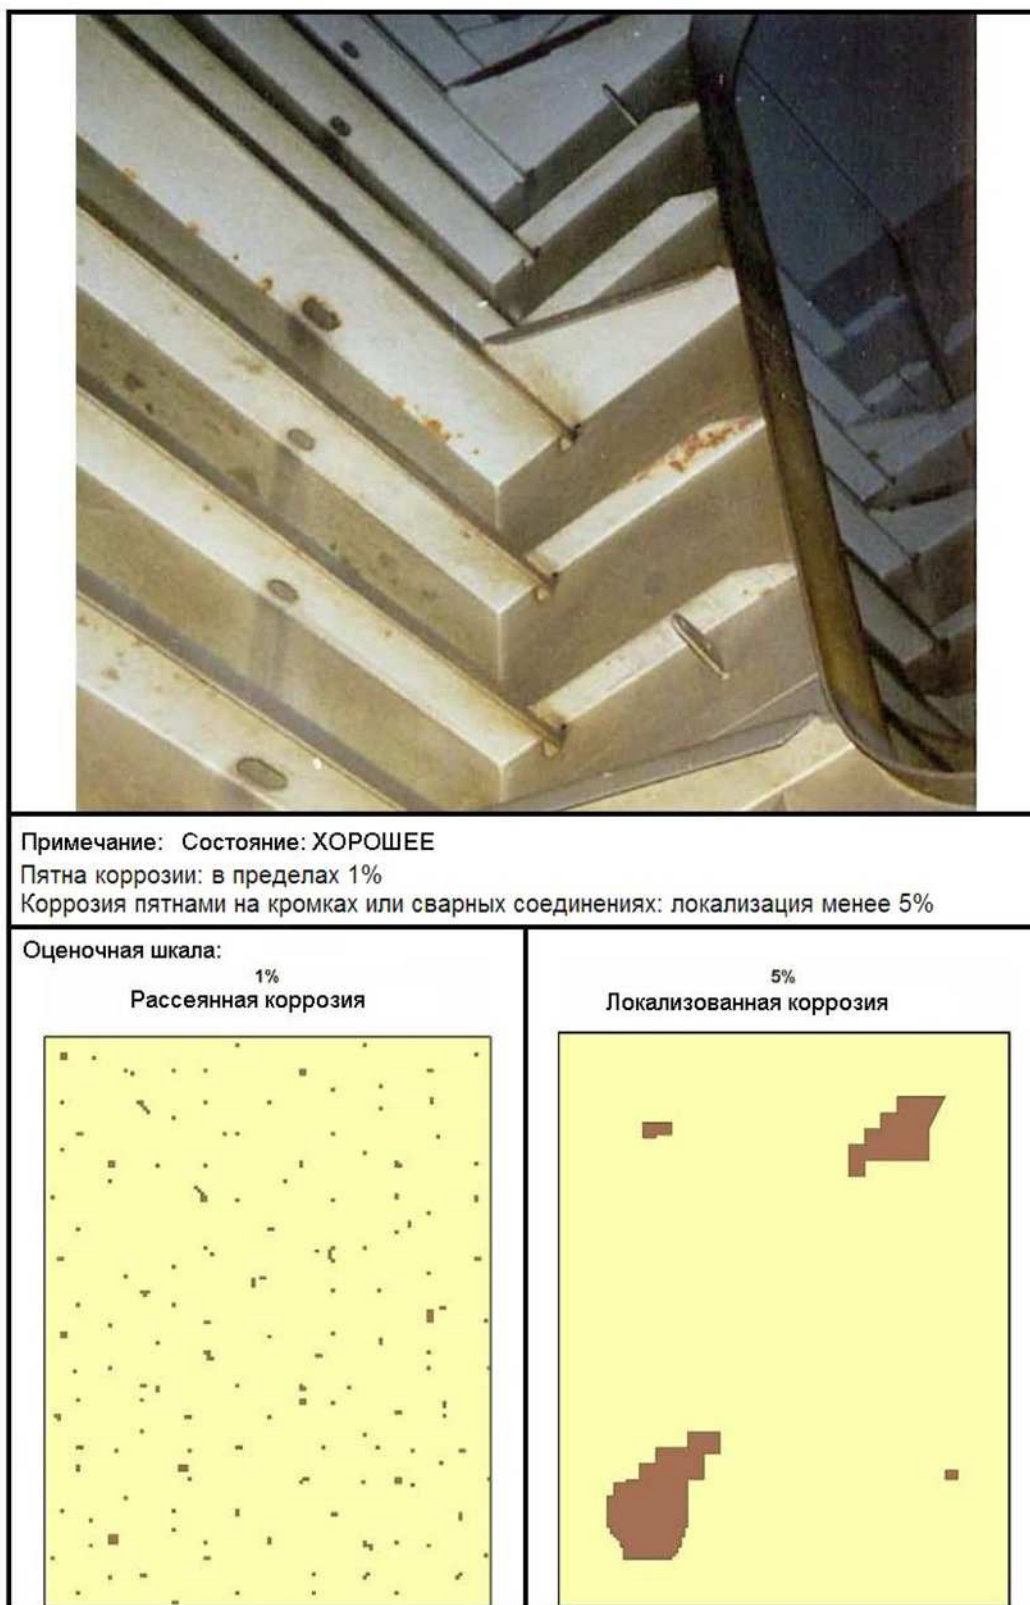 Примечание: Состояние: ХОРОШЕЕ
Пятна коррозии: в пределах 1%
Коррозия пятнами на кромках или сварных соединениях: локализация менее 5%
Оценочная шкала:
1%
Рассеянная коррозия
5%
Локализованная коррозия